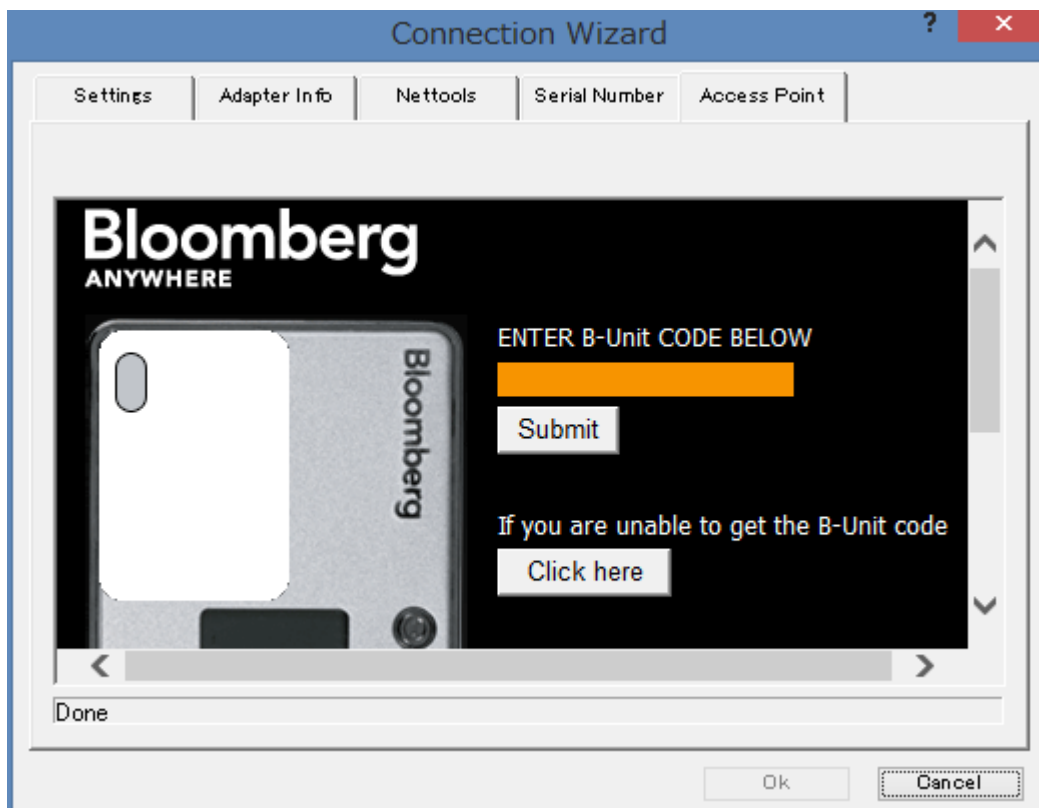 Connection Wizard
?
Settings
Adapter Info
Nettools
Serial Number
Access Point
Bloomberg
ANYWHERE
Bloomberg
ENTER B-Unit CODE BELOW
Submit
If you are unable to get the B-Unit code
Click here
Done
Ok
Cancel